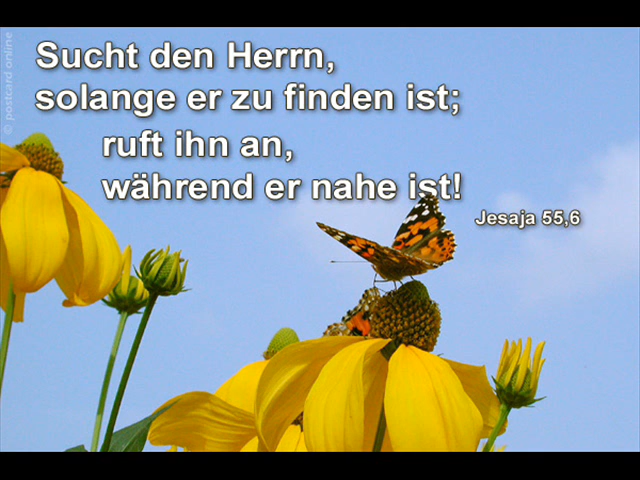 Sucht den Herrn,
solange er zu finden ist;
ruft ihn an,
während er nahe ist!
Jesaja 55,6
© postcard online